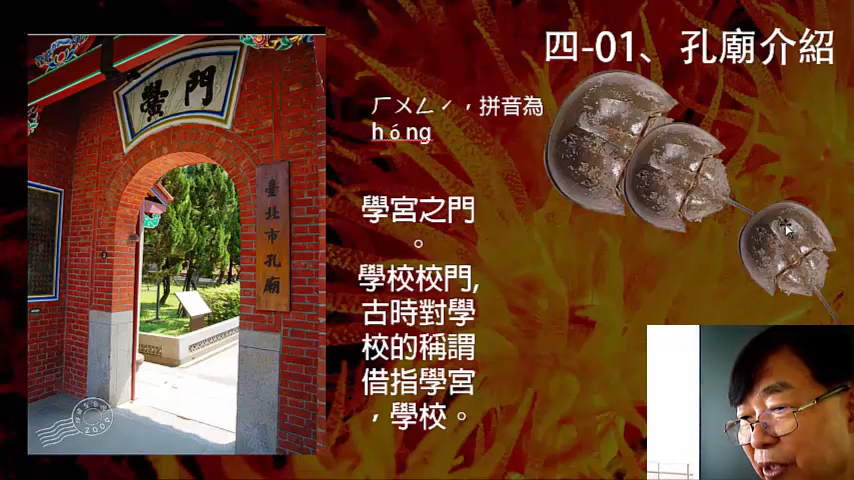 四-01、孔廟介紹
黌門
臺北市孔廟
ㄏㄨㄥˊ，拼音為
hóng
學宮之門
。
學校校門,
古時對學
校的稱謂
借指學宮
，學校。
2009